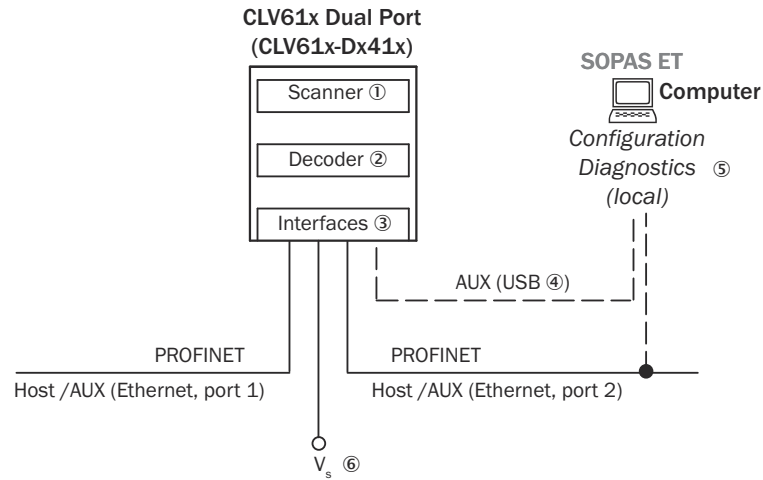 CLV61x Dual Port
(CLV61x-Dx41x)
Scanner ①
Decoder ②
Interfaces ③
SOPAS ET
Computer
Configuration
Diagnostics ⑤
(local)
AUX (USB ④)
PROFINET
Host /AUX (Ethernet, port 1)
PROFINET
Host /AUX (Ethernet, port 2)
Vs ⑥